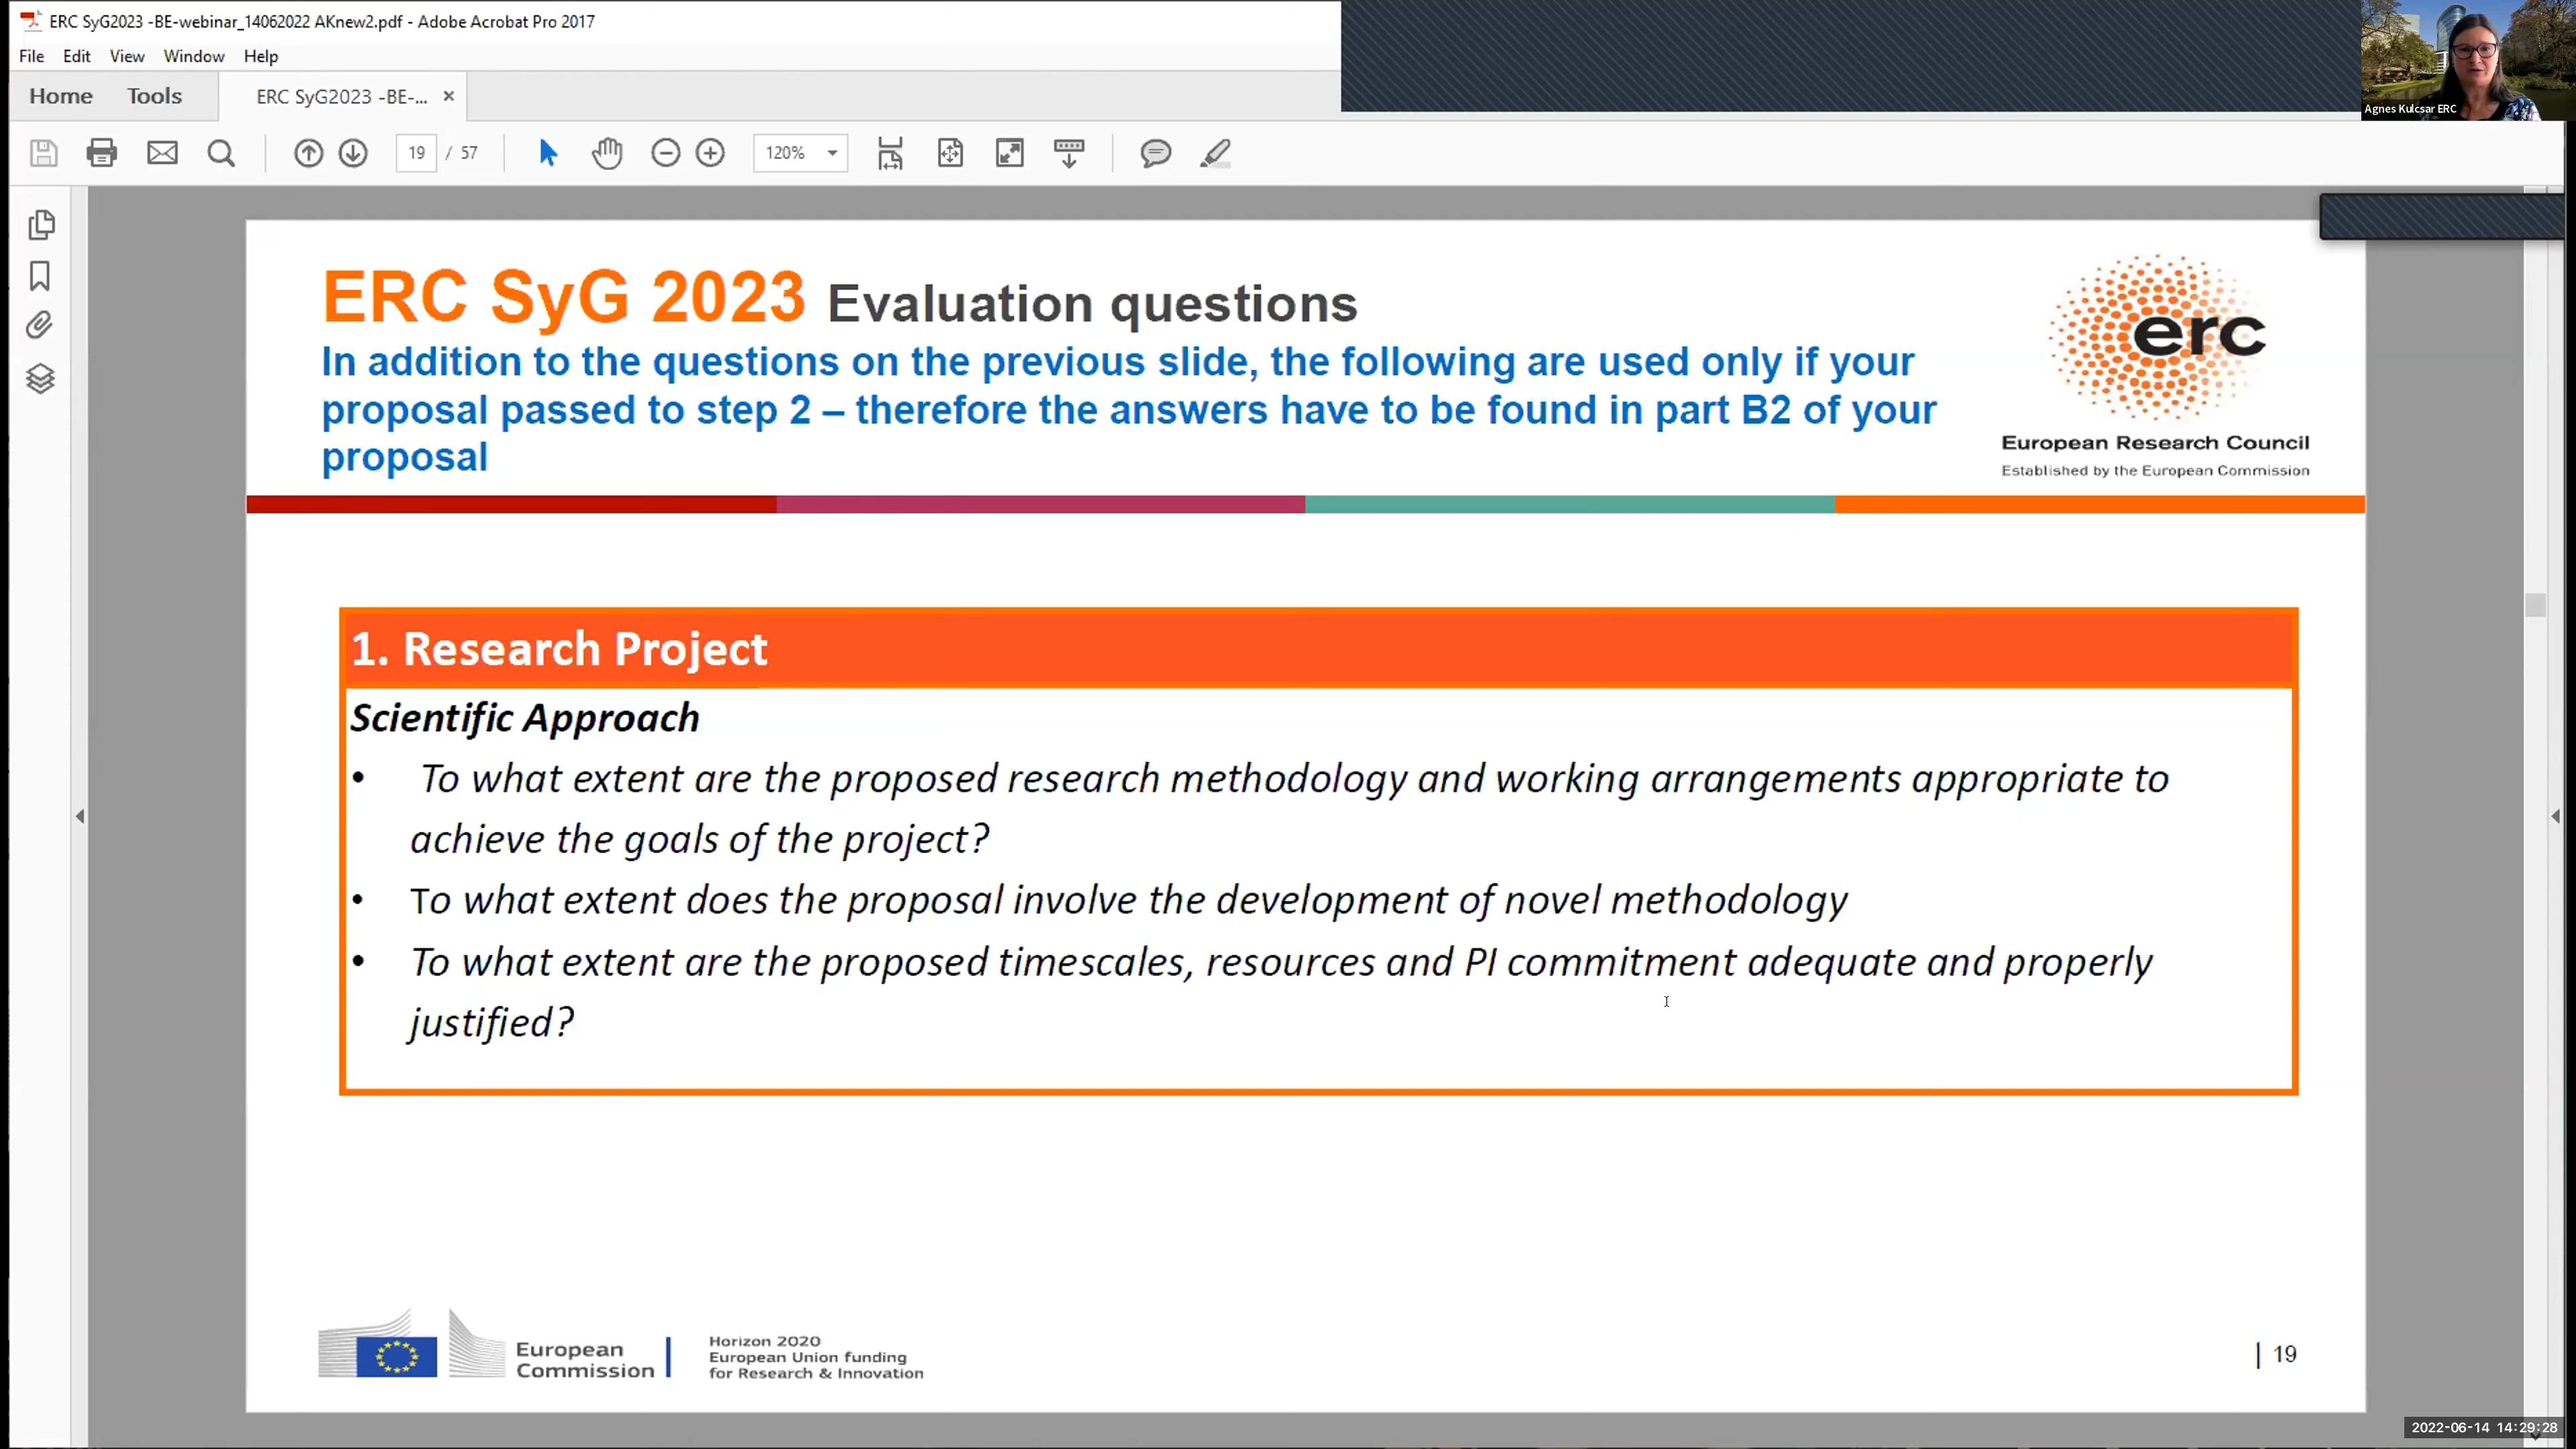 ERC SyG2023 -BE-webinar_14062022 AKnew2.pdf - Adobe Acrobat Pro 2017
File Edit View Window Help
Home Tools ERC SyG2023 -BE-... ×
19 / 57 120%
Agnes Kulcsar ERC
ERC SyG 2023 Evaluation questions
In addition to the questions on the previous slide, the following are used only if your
proposal passed to step 2 – therefore the answers have to be found in part B2 of your
proposal
erc
European Research Council
Established by the European Commission
1. Research Project
Scientific Approach
• To what extent are the proposed research methodology and working arrangements appropriate to
achieve the goals of the project?
• To what extent does the proposal involve the development of novel methodology
• To what extent are the proposed timescales, resources and PI commitment adequate and properly
justified?
European
Commission
Horizon 2020
European Union funding
for Research & Innovation
| 19
2022-06-14 14:29:28